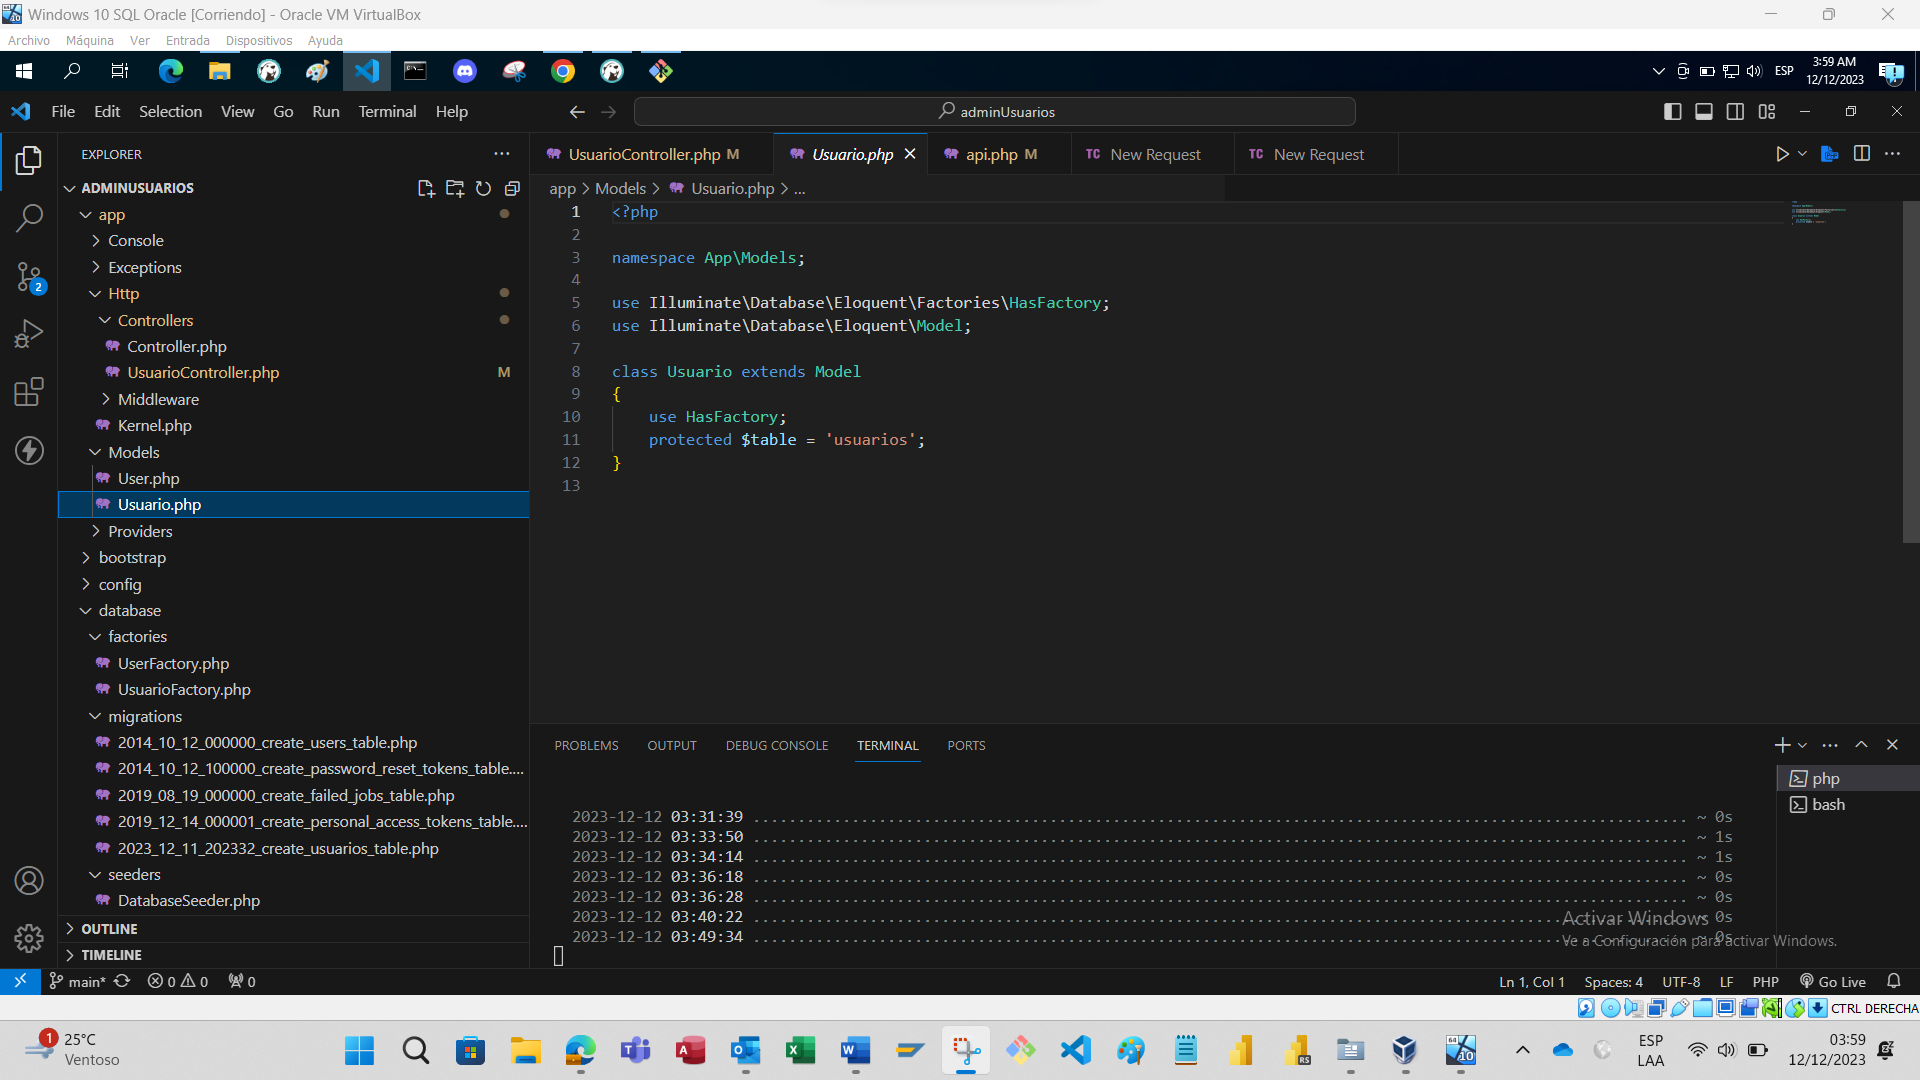 Windows 10 SQL Oracle [Corriendo] - Oracle VM VirtualBox
Archivo Máquina Ver Entrada Dispositivos Ayuda
ESP
3:59 AM
12/12/2023
File Edit Selection View Go Run Terminal Help
adminUsuarios
EXPLORER
ADMINUSUARIOS
app
Console
Exceptions
Http
Controllers
Controller.php
UsuarioController.php M
Middleware
Kernel.php
Models
User.php
Usuario.php
Providers
bootstrap
config
database
factories
UserFactory.php
UsuarioFactory.php
migrations
2014_10_12_000000_create_users_table.php
2014_10_12_100000_create_password_reset_tokens_table....
2019_08_19_000000_create_failed_jobs_table.php
2019_12_14_000001_create_personal_access_tokens_table....
2023_12_11_202332_create_usuarios_table.php
seeders
DatabaseSeeder.php
OUTLINE
TIMELINE
2
UsuarioController.php M Usuario.php api.php M TC New Request TC New Request
app > Models > Usuario.php > ...
1 <?php
2
3 namespace App\Models;
4
5 use Illuminate\Database\Eloquent\Factories\HasFactory;
6 use Illuminate\Database\Eloquent\Model;
7
8 class Usuario extends Model
9 {
10 use HasFactory;
11 protected $table = 'usuarios';
12 }
13
PROBLEMS OUTPUT DEBUG CONSOLE TERMINAL PORTS
php
bash
2023-12-12 03:31:39 ........ ~ 0s
2023-12-12 03:33:50 ........ ~ 1s
2023-12-12 03:34:14 ........ ~ 1s
2023-12-12 03:36:18 ........ ~ 0s
2023-12-12 03:36:28 ........ ~ 0s
2023-12-12 03:40:22 ........ ~ 0s
2023-12-12 03:49:34 ........ ~ 0s
Activar Windows
Ve a Configuración para activar Windows.
main* 0 0 0 Ln 1, Col 1 Spaces: 4 UTF-8 LF PHP Go Live
CTRL DERECHA
1
25°C
Ventoso
ESP
LAA
03:59
12/12/2023